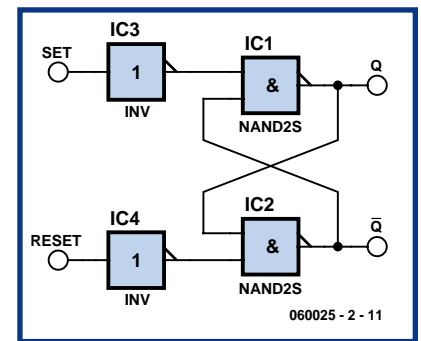 IC3
IC1
SET
Q
1
&
INV
NAND2S
IC4
IC2
RESET
Q̅
1
&
INV
NAND2S
060025 - 2 - 11